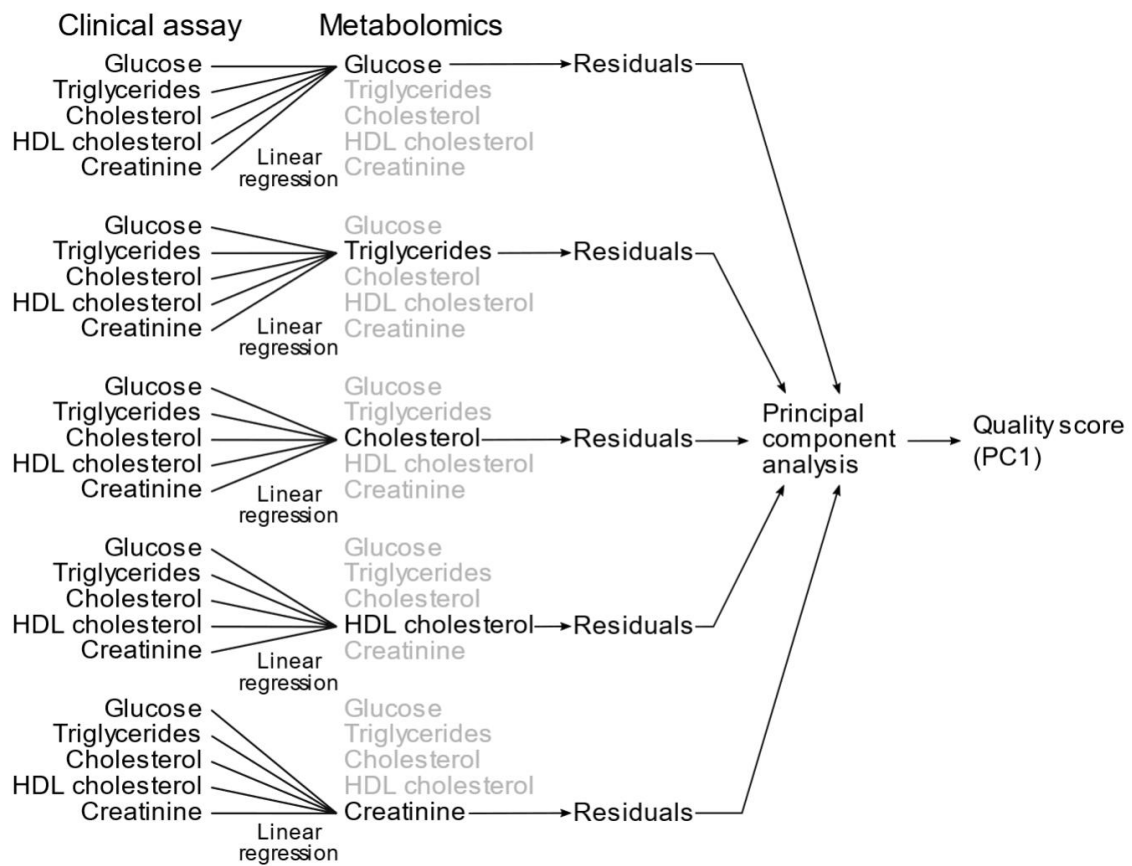 Clinical assay Metabolomics
Glucose Glucose Residuals
Triglycerides Triglycerides
Cholesterol Cholesterol
HDL cholesterol HDL cholesterol
Creatinine Creatinine
Linear
regression
Glucose Glucose
Triglycerides Triglycerides Residuals
Cholesterol Cholesterol
HDL cholesterol HDL cholesterol
Creatinine Creatinine
Linear
regression
Glucose Glucose
Triglycerides Triglycerides
Cholesterol Cholesterol Residuals
HDL cholesterol HDL cholesterol
Creatinine Creatinine
Linear
regression
Glucose Glucose
Triglycerides Triglycerides
Cholesterol Cholesterol
HDL cholesterol HDL cholesterol Residuals
Creatinine Creatinine
Linear
regression
Glucose Glucose
Triglycerides Triglycerides
Cholesterol Cholesterol
HDL cholesterol HDL cholesterol
Creatinine Creatinine Residuals
Linear
regression
Principal
component
analysis
Quality score
(PC1)